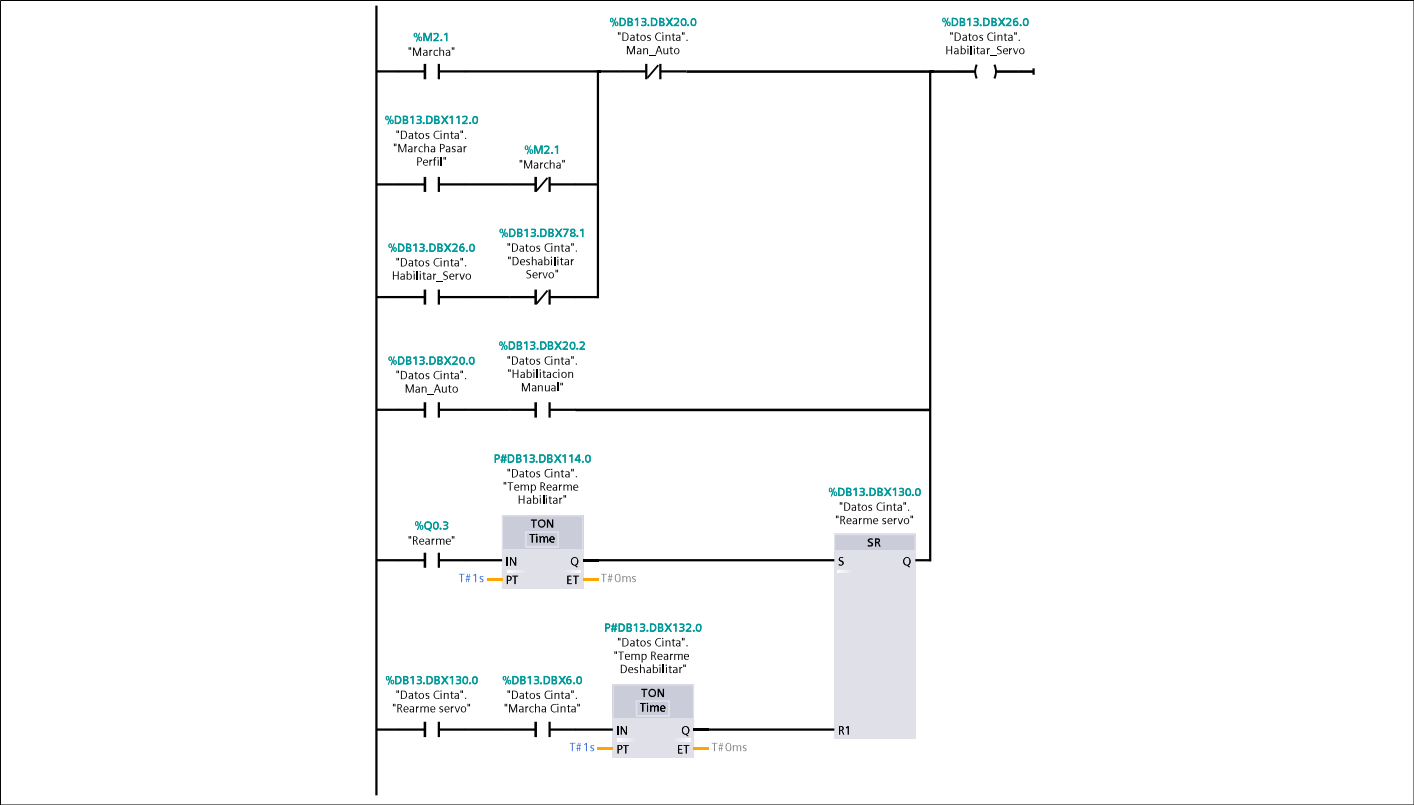 %M2.1
"Marcha"
%DB13.DBX20.0
"Datos Cinta".
Man_Auto
%DB13.DBX26.0
"Datos Cinta".
Habilitar_Servo
%DB13.DBX112.0
"Datos Cinta".
"Marcha Pasar
Perfil"
%M2.1
"Marcha"
%DB13.DBX26.0
"Datos Cinta".
Habilitar_Servo
%DB13.DBX78.1
"Datos Cinta".
"Deshabilitar
Servo"
%DB13.DBX20.0
"Datos Cinta".
Man_Auto
%DB13.DBX20.2
"Datos Cinta".
"Habilitacion
Manual"
%Q0.3
"Rearme"
P#DB13.DBX114.0
"Datos Cinta".
"Temp Rearme
Habilitar"
TON
Time
IN Q
T#1s PT ET T#0ms
%DB13.DBX130.0
"Datos Cinta".
"Rearme servo"
SR
S Q
R1
%DB13.DBX130.0
"Datos Cinta".
"Rearme servo"
%DB13.DBX6.0
"Datos Cinta".
"Marcha Cinta"
P#DB13.DBX132.0
"Datos Cinta".
"Temp Rearme
Deshabilitar"
TON
Time
IN Q
T#1s PT ET T#0ms